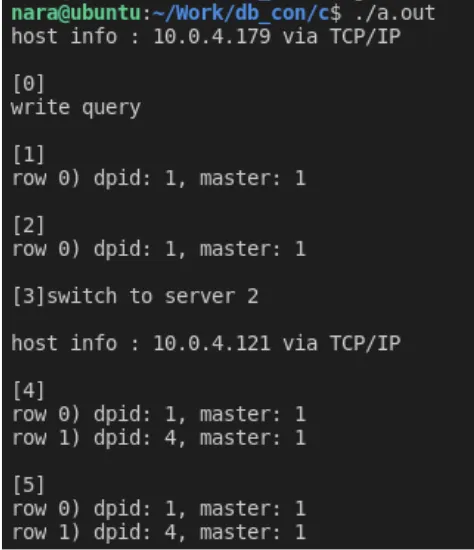 nara@ubuntu:~/Work/db_con/c$ ./a.out
host info : 10.0.4.179 via TCP/IP
[0]
write query
[1]
row 0) dpid: 1, master: 1
[2]
row 0) dpid: 1, master: 1
[3]switch to server 2
host info : 10.0.4.121 via TCP/IP
[4]
row 0) dpid: 1, master: 1
row 1) dpid: 4, master: 1
[5]
row 0) dpid: 1, master: 1
row 1) dpid: 4, master: 1